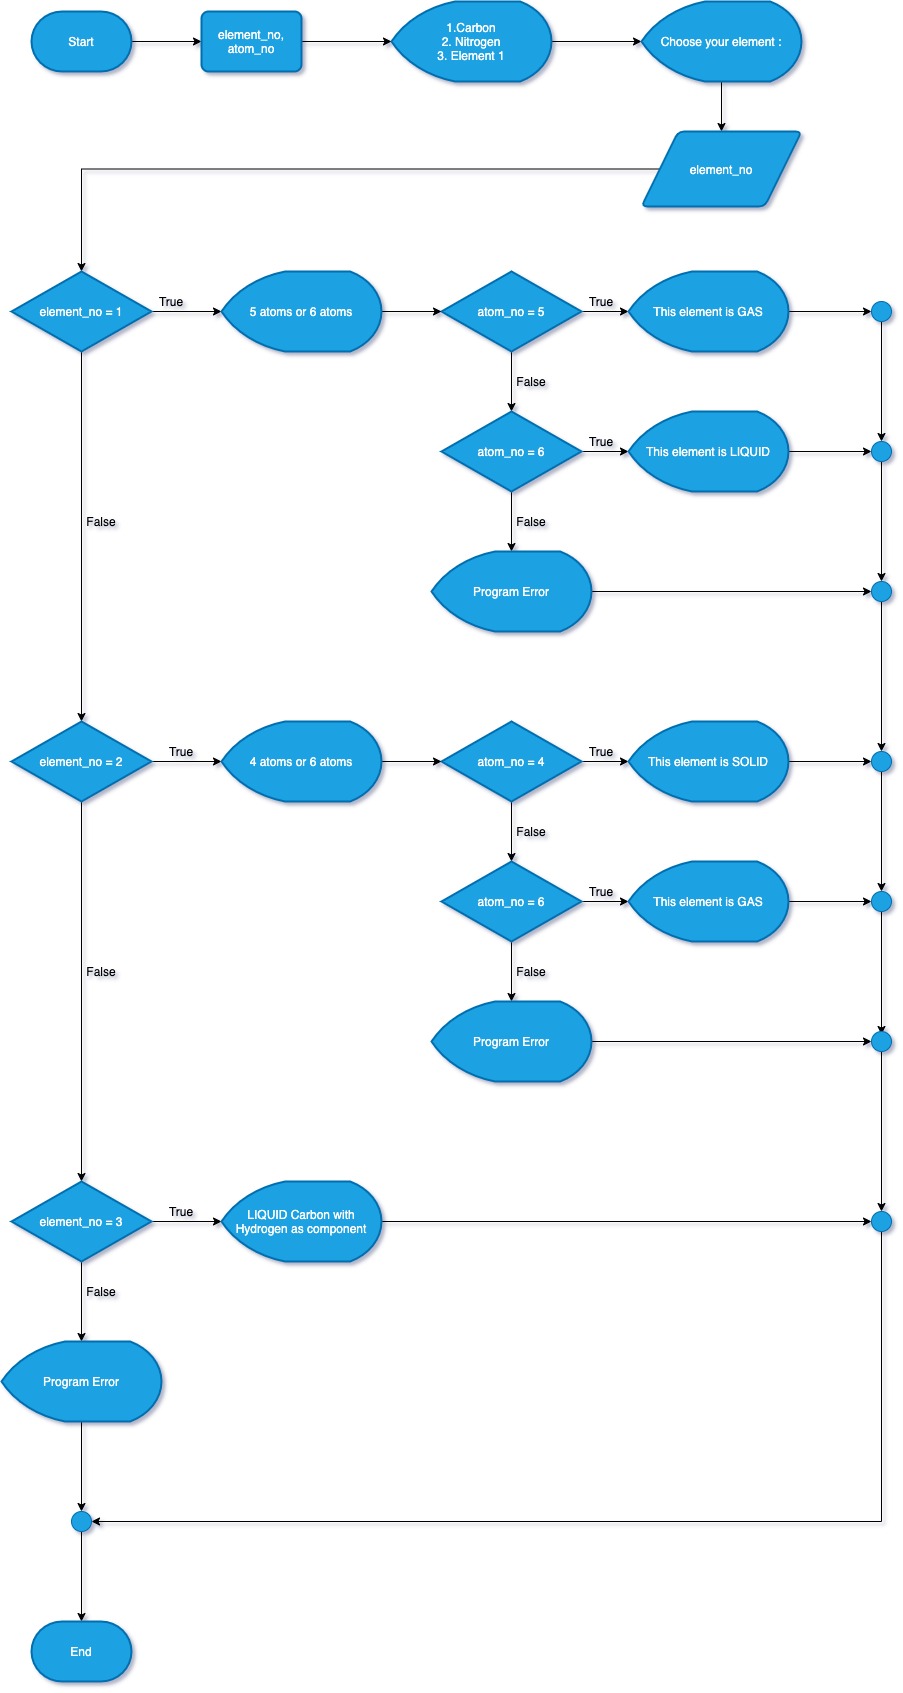 Start
element_no,
atom_no
1.Carbon
2. Nitrogen
3. Element 1
Choose your element :
element_no
element_no = 1
True
5 atoms or 6 atoms
atom_no = 5
True
This element is GAS
False
atom_no = 6
True
This element is LIQUID
False
False
Program Error
element_no = 2
True
4 atoms or 6 atoms
atom_no = 4
True
This element is SOLID
False
atom_no = 6
True
This element is GAS
False
False
Program Error
element_no = 3
True
LIQUID Carbon with
Hydrogen as component
False
Program Error
End